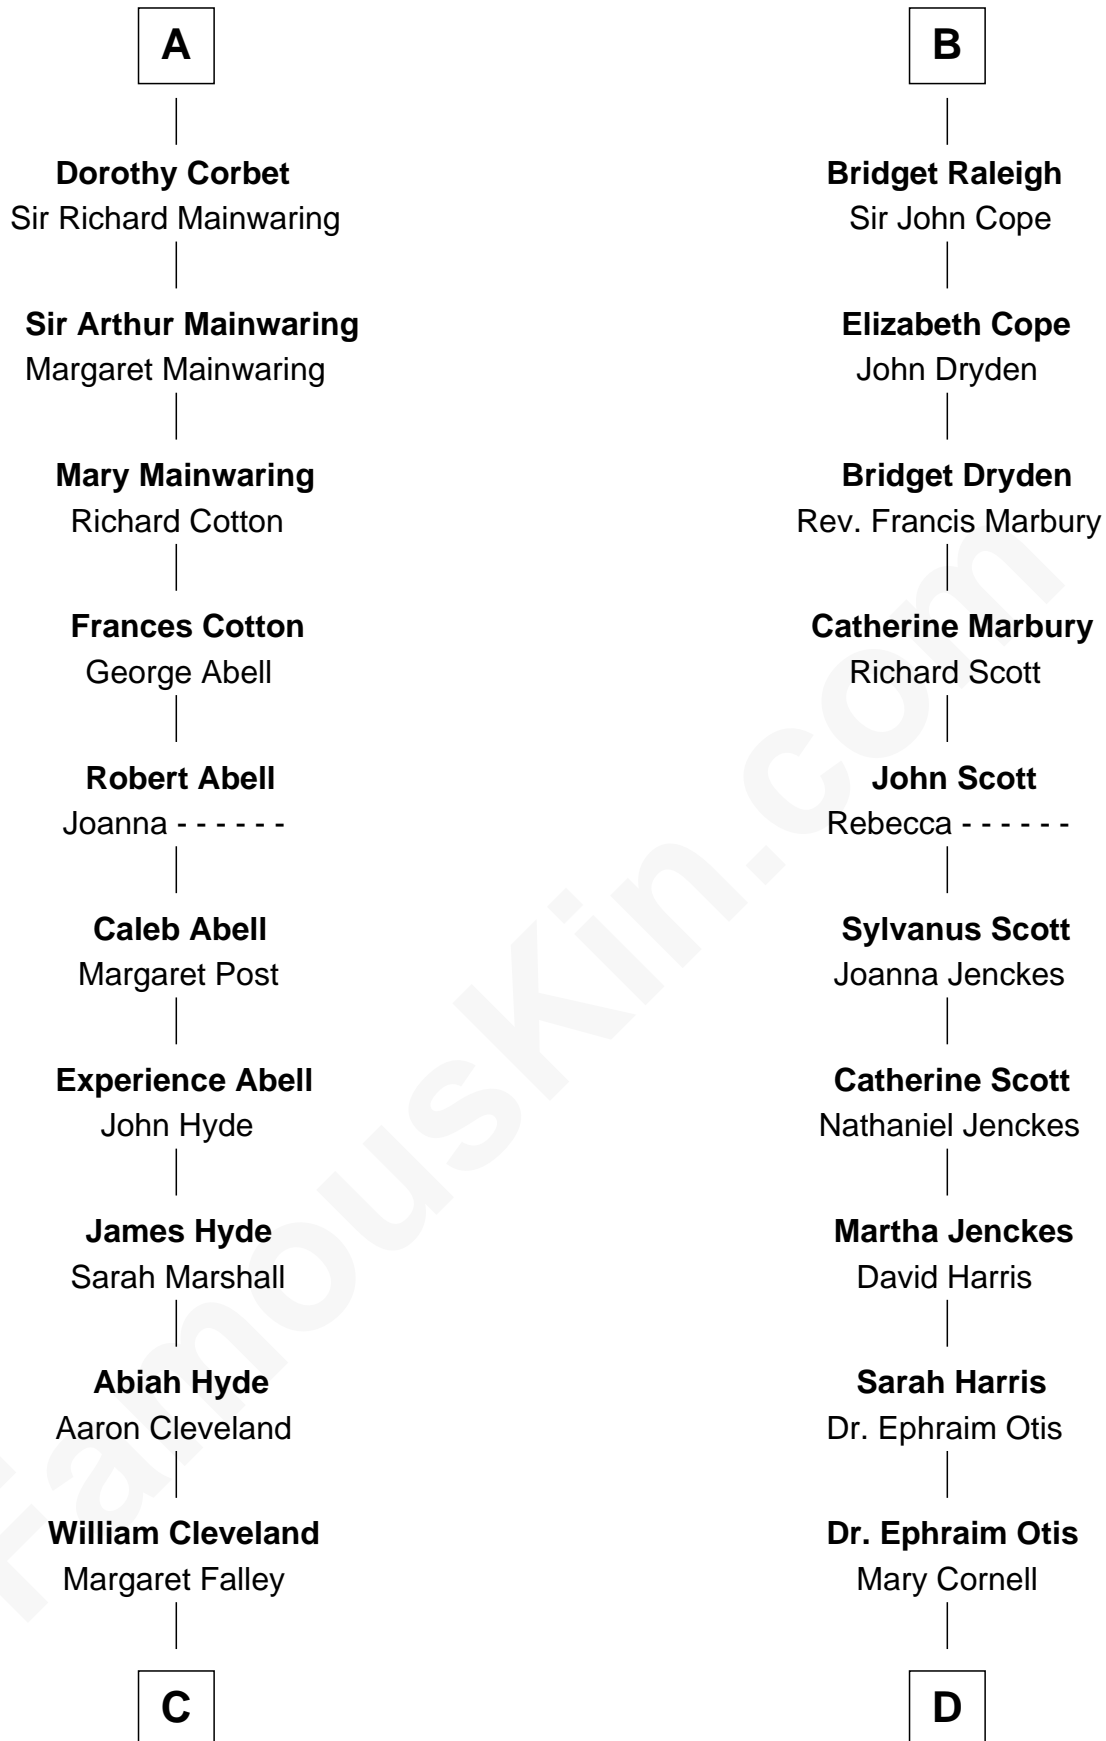 A
Dorothy Corbet
Sir Richard Mainwaring
Sir Arthur Mainwaring
Margaret Mainwaring
Mary Mainwaring
Richard Cotton
Frances Cotton
George Abell
Robert Abell
Joanna - - - - - -
Caleb Abell
Margaret Post
Experience Abell
John Hyde
James Hyde
Sarah Marshall
Abiah Hyde
Aaron Cleveland
William Cleveland
Margaret Falley
C
B
Bridget Raleigh
Sir John Cope
Elizabeth Cope
John Dryden
Bridget Dryden
Rev. Francis Marbury
Catherine Marbury
Richard Scott
John Scott
Rebecca - - - - - -
Sylvanus Scott
Joanna Jenckes
Catherine Scott
Nathaniel Jenckes
Martha Jenckes
David Harris
Sarah Harris
Dr. Ephraim Otis
Dr. Ephraim Otis
Mary Cornell
D
FamousKin.com